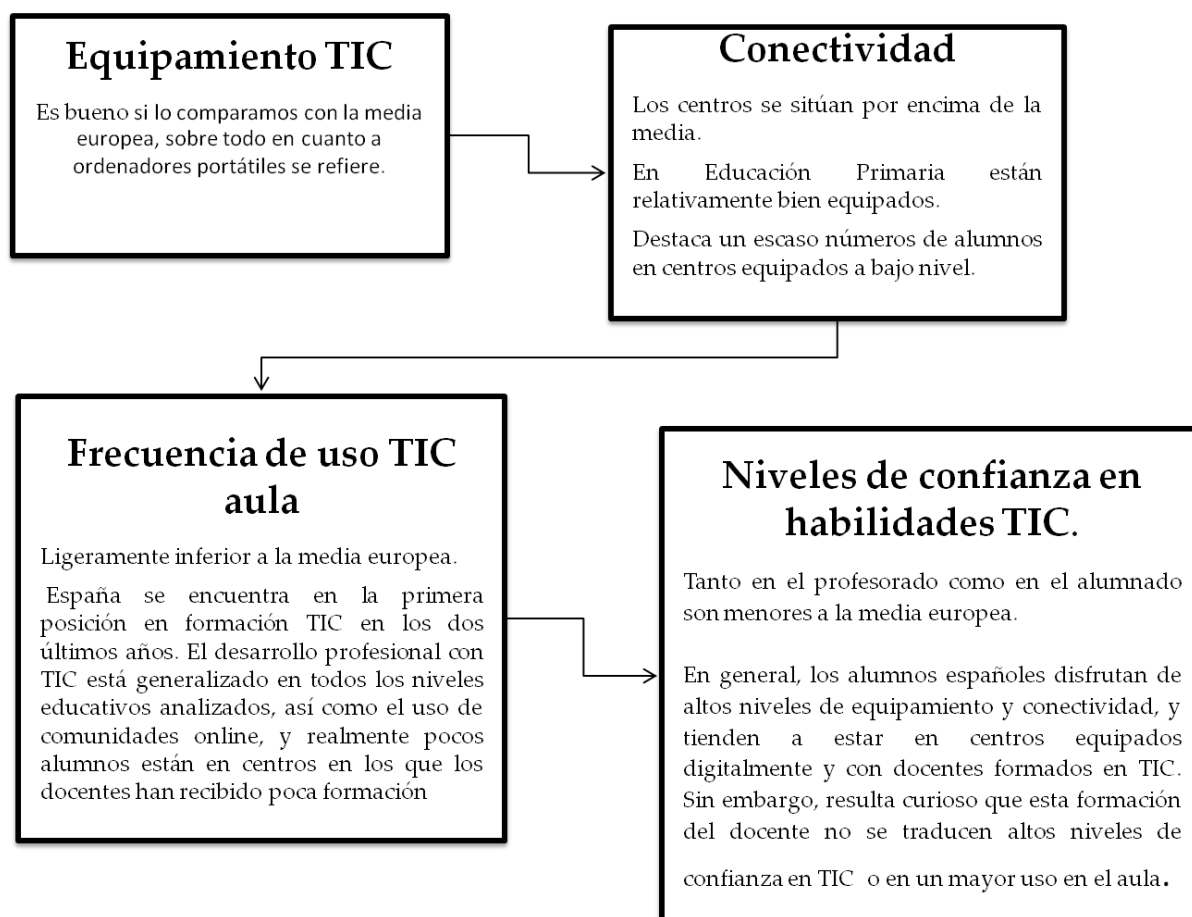 Equipamiento TIC
Es bueno si lo comparamos con la media
europea, sobre todo en cuanto a
ordenadores portátiles se refiere.
Conectividad
Los centros se sitúan por encima de la
media.
En Educación Primaria están
relativamente bien equipados.
Destaca un escaso números de alumnos
en centros equipados a bajo nivel.
Frecuencia de uso TIC
aula
Ligeramente inferior a la media europea.
España se encuentra en la primera
posición en formación TIC en los dos
últimos años. El desarrollo profesional con
TIC está generalizado en todos los niveles
educativos analizados, así como el uso de
comunidades online, y realmente pocos
alumnos están en centros en los que los
docentes han recibido poca formación
Niveles de confianza en
habilidades TIC.
Tanto en el profesorado como en el alumnado
son menores a la media europea.
En general, los alumnos españoles disfrutan de
altos niveles de equipamiento y conectividad, y
tienden a estar en centros equipados
digitalmente y con docentes formados en TIC.
Sin embargo, resulta curioso que esta formación
del docente no se traducen altos niveles de
confianza en TIC o en un mayor uso en el aula.